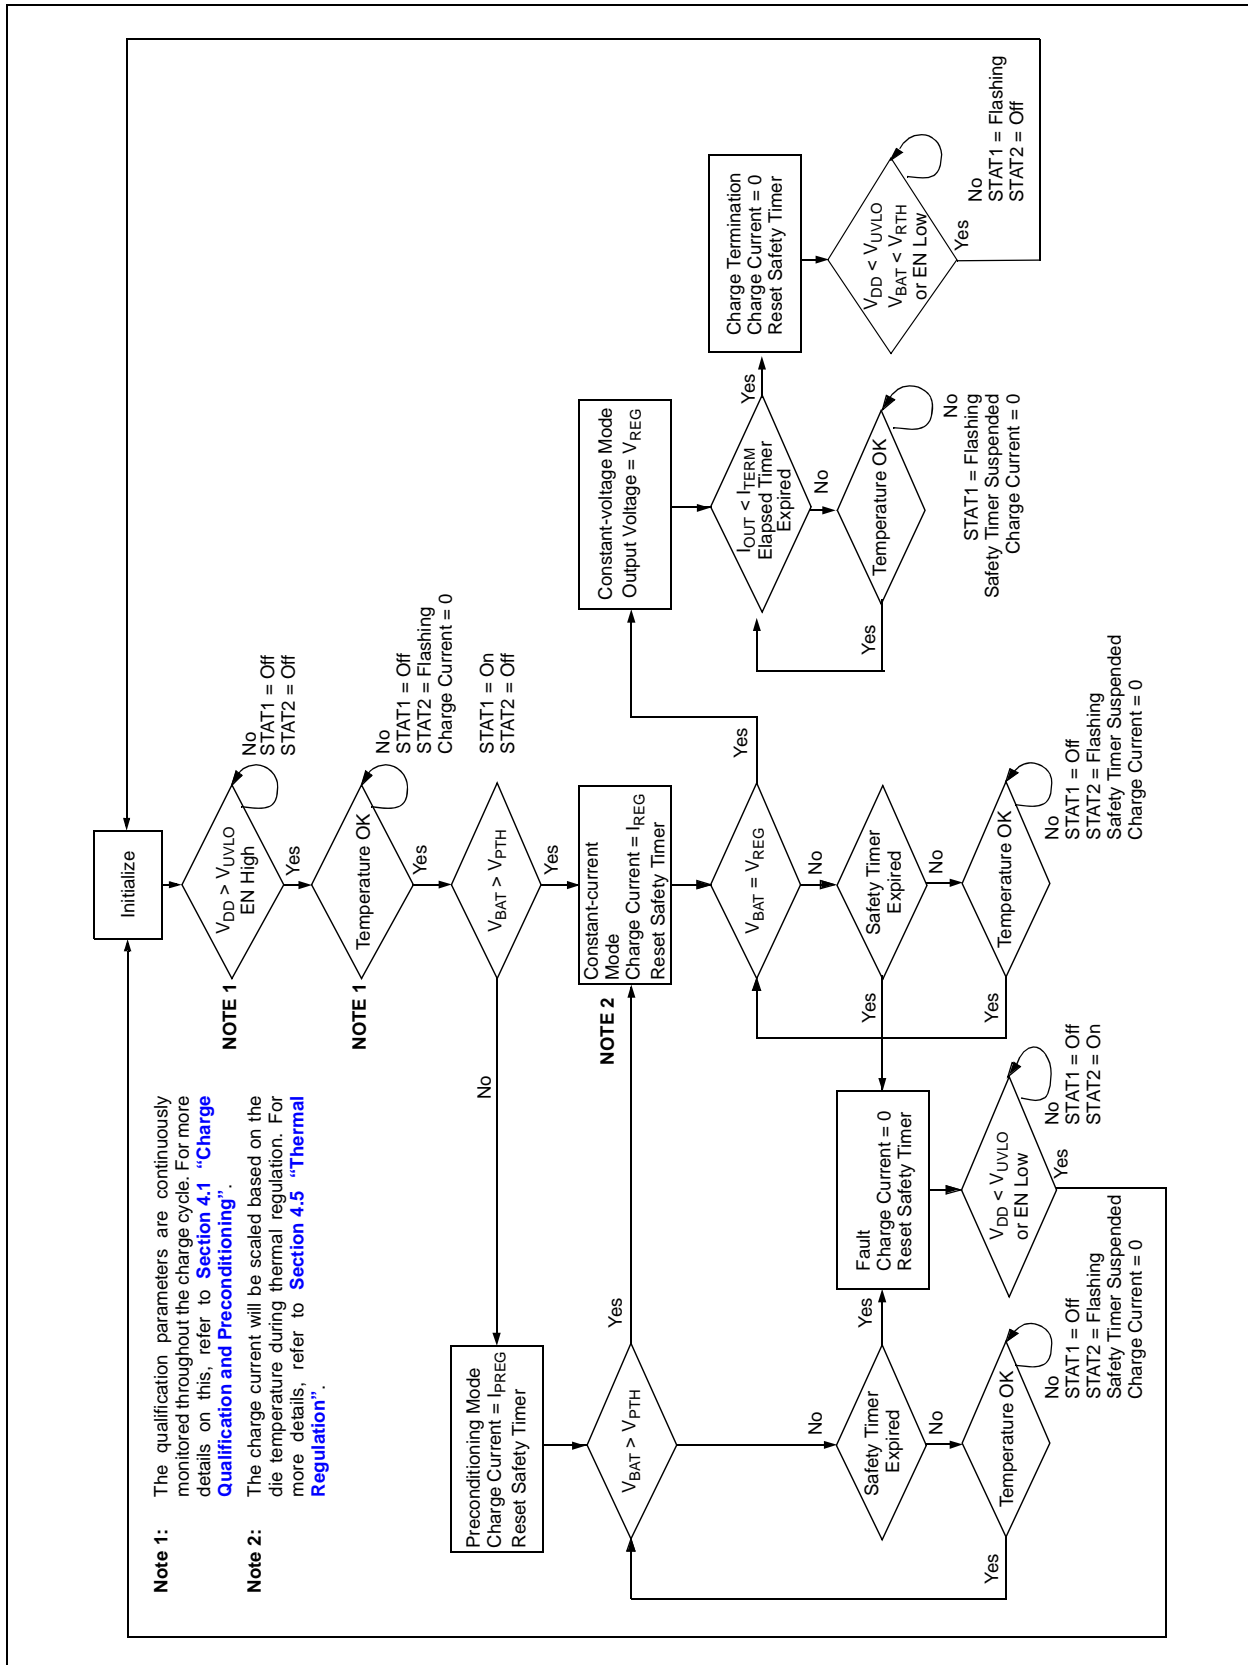 Note 1: The qualification parameters are continuously
monitored throughout the charge cycle. For more
details on this, refer to Section 4.1 “Charge
Qualification and Preconditioning”.
Note 2: The charge current will be scaled based on the
die temperature during thermal regulation. For
more details, refer to Section 4.5 “Thermal
Regulation”.
Initialize
NOTE 1
VDD > VUVLO
EN High
No
STAT1 = Off
STAT2 = Off
Yes
NOTE 1
Temperature OK
No
STAT1 = Off
STAT2 = Flashing
Charge Current = 0
Yes
VBAT > VPTH
STAT1 = On
STAT2 = Off
No
Yes
Preconditioning Mode
Charge Current = IPREG
Reset Safety Timer
NOTE 2
Constant-current
Mode
Charge Current = IREG
Reset Safety Timer
Constant-voltage Mode
Output Voltage = VREG
VBAT > VPTH
Yes
No
VBAT = VREG
Yes
No
IOUT < ITERM
Elapsed Timer
Expired
Yes
No
Charge Termination
Charge Current = 0
Reset Safety Timer
Safety Timer
Expired
Yes
No
Fault
Charge Current = 0
Reset Safety Timer
Safety Timer
Expired
Yes
No
Temperature OK
Yes
No
STAT1 = Flashing
Safety Timer Suspended
Charge Current = 0
VDD < VUVLO
VBAT < VRTH
or EN Low
Yes
No
STAT1 = Flashing
STAT2 = Off
Temperature OK
Yes
No
STAT1 = Off
STAT2 = Flashing
Safety Timer Suspended
Charge Current = 0
VDD < VUVLO
or EN Low
Yes
No
STAT1 = Off
STAT2 = On
Temperature OK
Yes
No
STAT1 = Off
STAT2 = Flashing
Safety Timer Suspended
Charge Current = 0